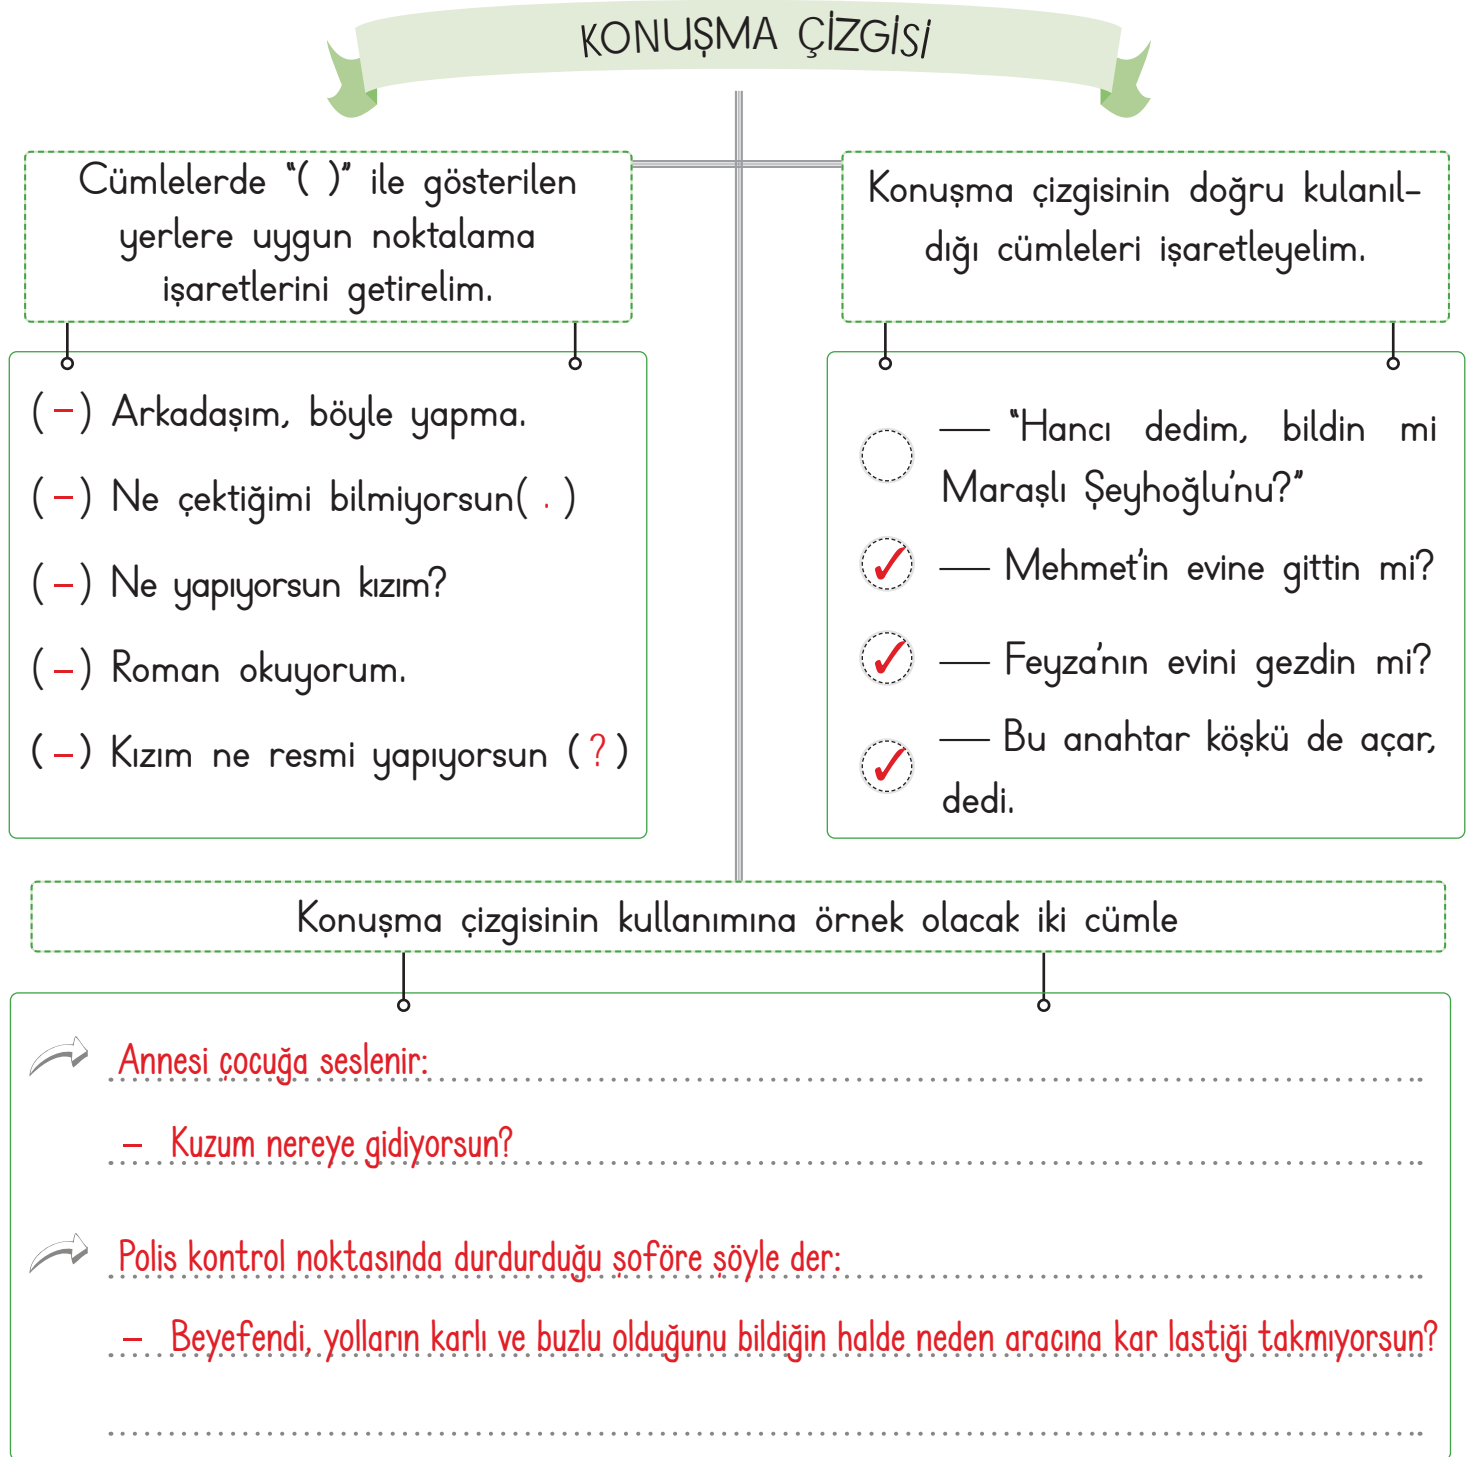 KONUŞMA ÇİZGİSİ
Cümlelerde “( )” ile gösterilen
yerlere uygun noktalama
işaretlerini getirelim.
(–) Arkadaşım, böyle yapma.
(–) Ne çektiğimi bilmiyorsun( . )
(–) Ne yapıyorsun kızım?
(–) Roman okuyorum.
(–) Kızım ne resmi yapıyorsun (?)
Konuşma çizgisinin doğru kulanıl-
dığı cümleleri işaretleyelim.
— “Hancı dedim, bildin mi
Maraşlı Şeyhoğlu’nu?”
✓ — Mehmet’in evine gittin mi?
✓ — Feyza’nın evini gezdin mi?
✓ — Bu anahtar köşkü de açar,
dedi.
Konuşma çizgisinin kullanımına örnek olacak iki cümle
Annesi çocuğa seslenir:
– Kuzum nereye gidiyorsun?
Polis kontrol noktasında durdurduğu şoföre şöyle der:
– Beyefendi, yolların karlı ve buzlu olduğunu bildiğin halde neden aracına kar lastiği takmıyorsun?